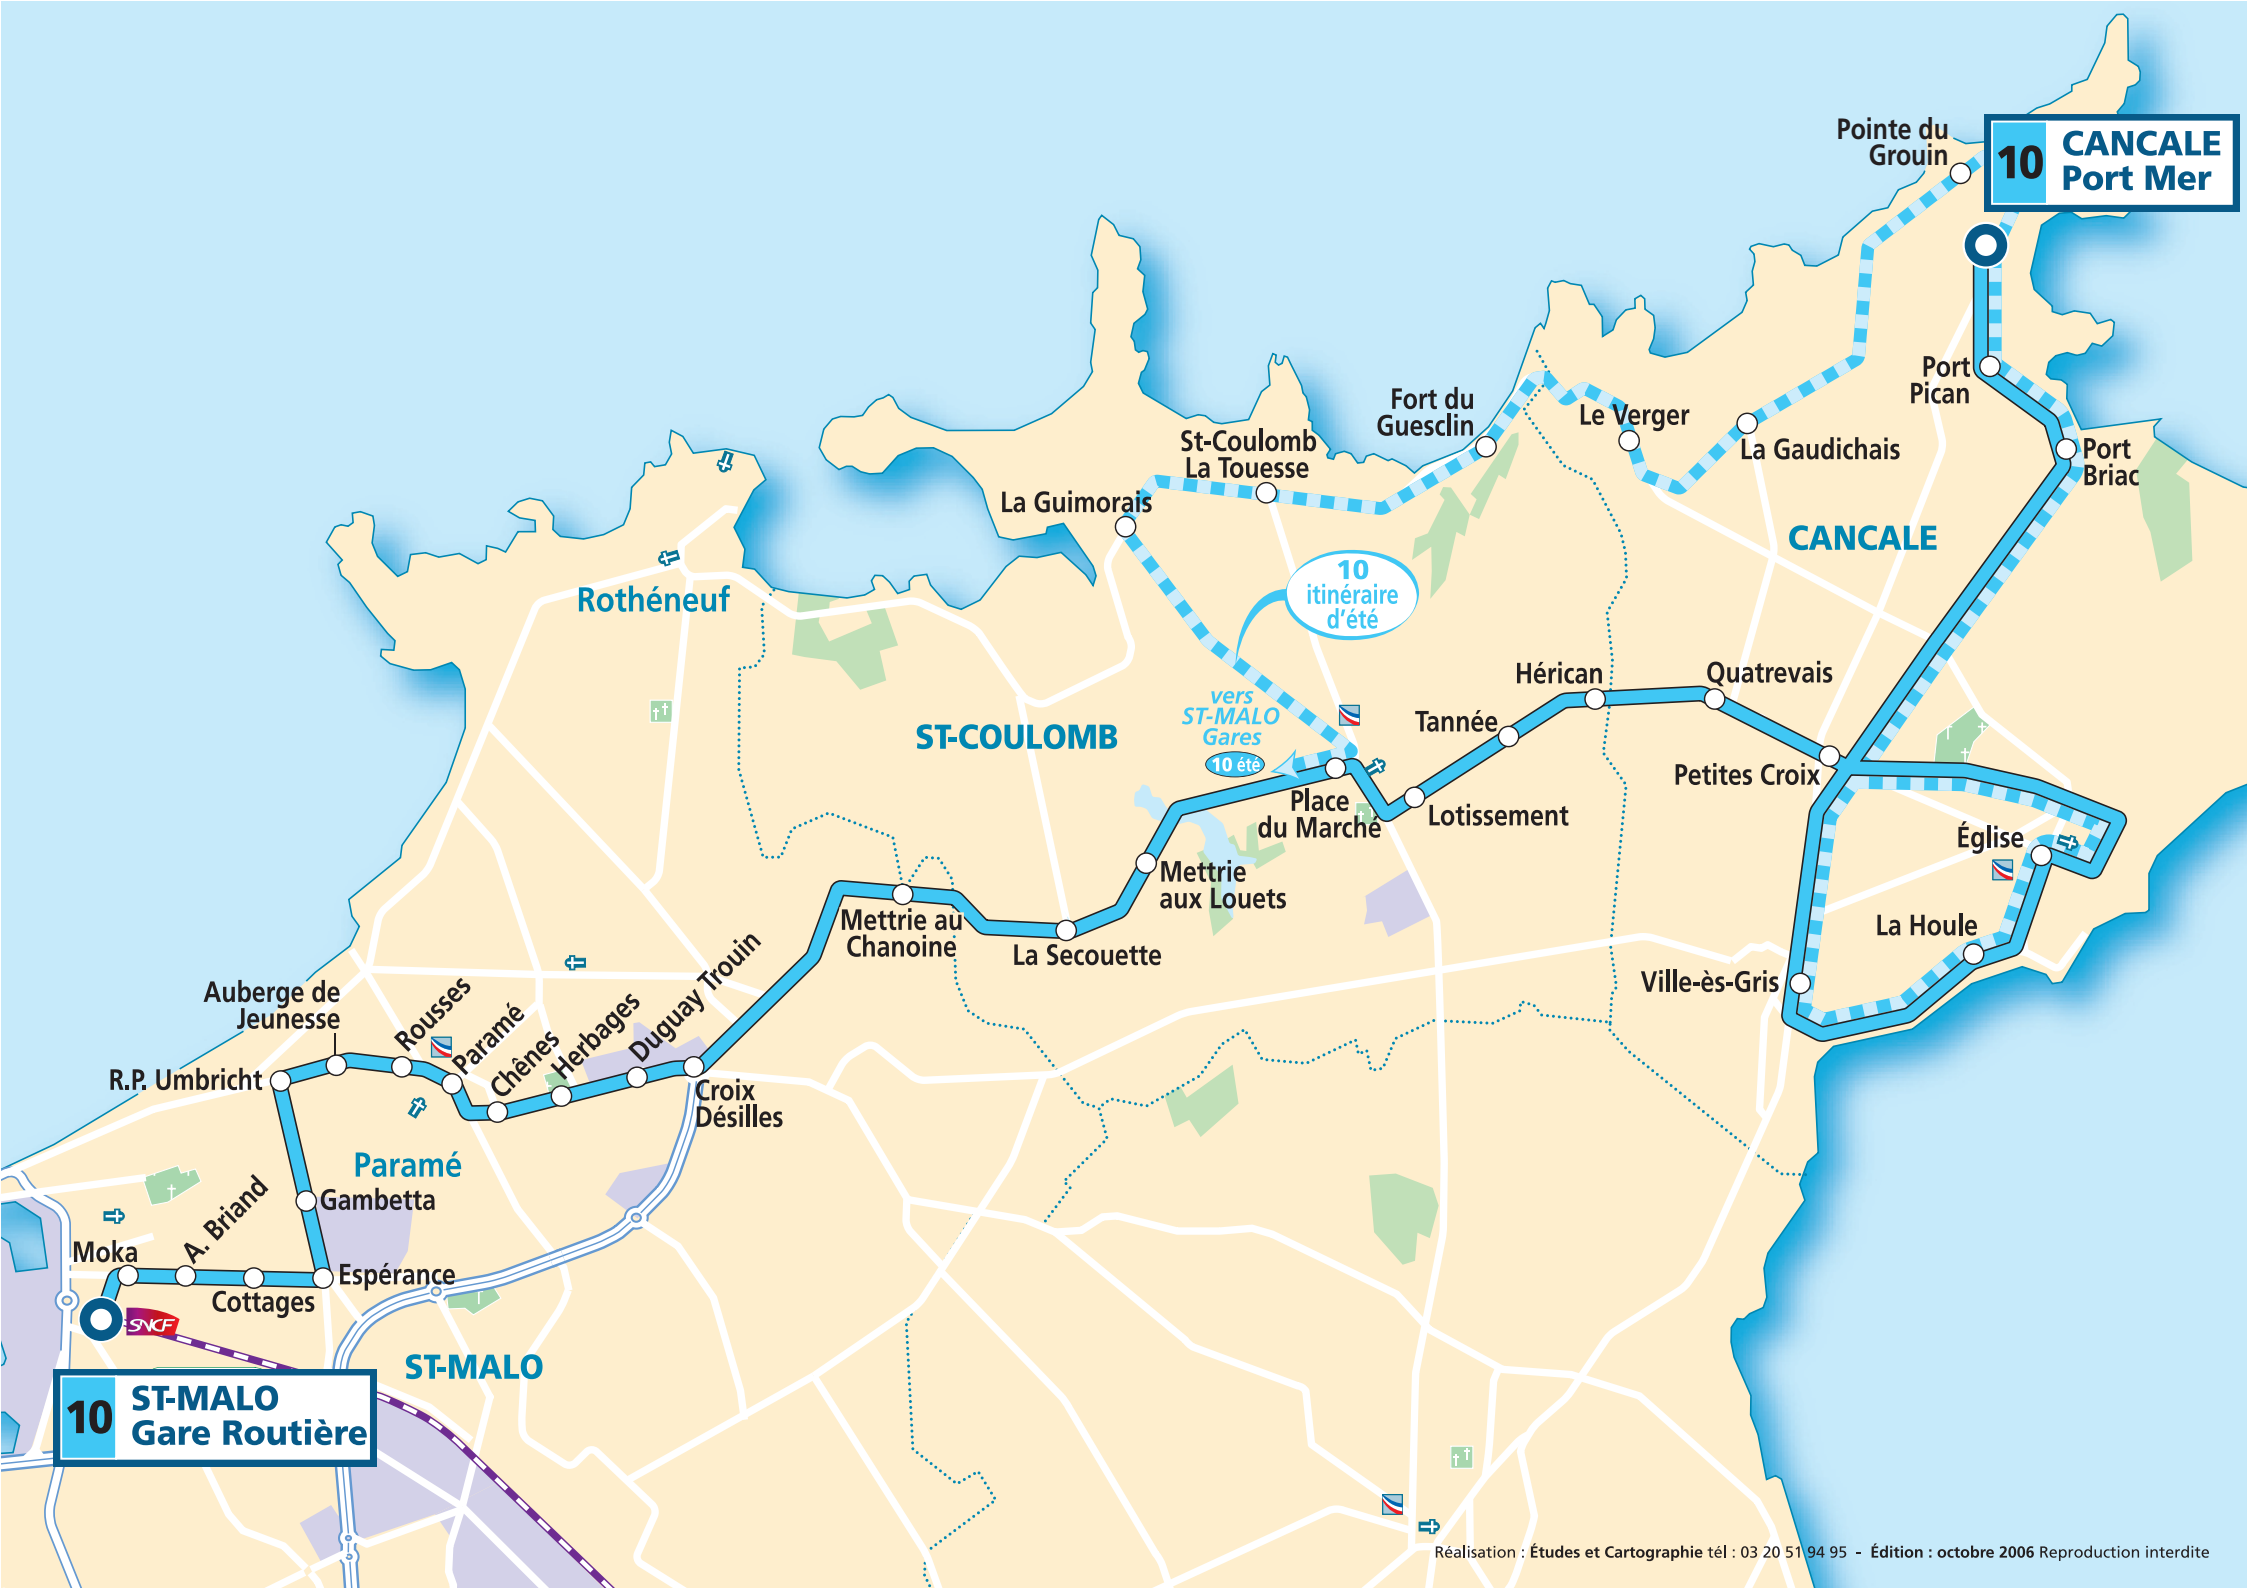 Pointe du
Grouin
10
CANCALE
Port Mer
Port
Pican
Fort du
Guesclin
Le Verger
St-Coulomb
La Touesse
La Gaudichais
Port
Briac
La Guimorais
CANCALE
10
itinéraire
d'été
Rothéneuf
Hérican
Quatrevais
vers
ST-MALO
Gares
10 été
ST-COULOMB
Tannée
Petites Croix
Place
du Marché
Lotissement
Église
Mettrie
aux Louets
Mettrie au
Chanoine
La Secouette
La Houle
Ville-ès-Gris
Auberge de
Jeunesse
Rousses
Paramé
Chênes
Herbages
Duguay Trouin
R.P. Umbricht
Croix
Désilles
Paramé
Gambetta
A. Briand
Moka
Espérance
Cottages
SNCF
ST-MALO
10
ST-MALO
Gare Routière
Réalisation : Études et Cartographie tél : 03 20 51 94 95 - Édition : octobre 2006 Reproduction interdite